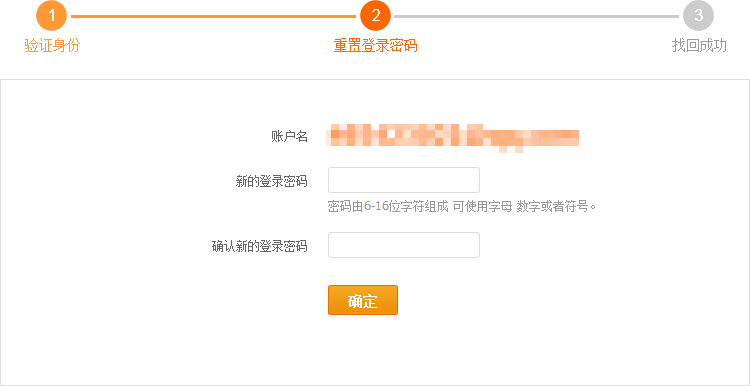 1 2 3
验证身份 重置登录密码 找回成功
账户名
新的登录密码
密码由6-16位字符组成 可使用字母 数字或者符号。
确认新的登录密码
确定